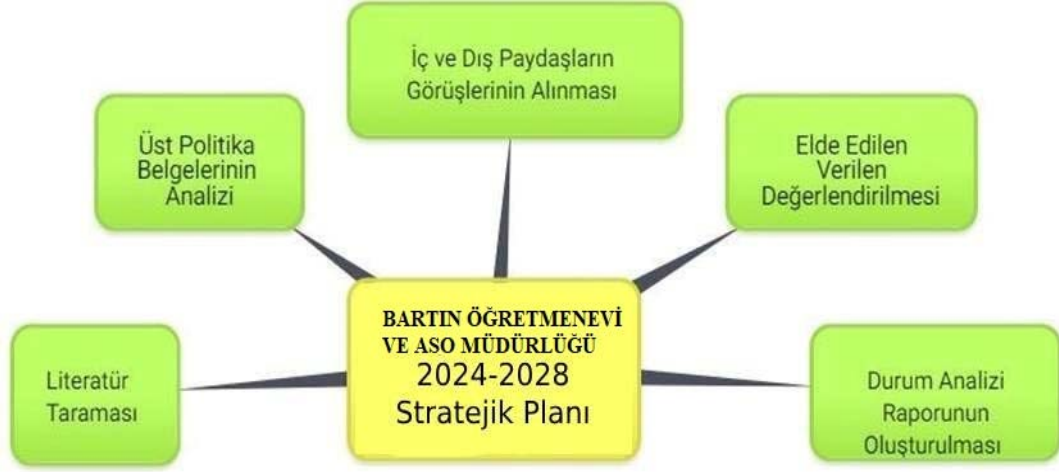 İç ve Dış Paydaşların
Görüşlerinin Alınması
Üst Politika
Belgelerinin
Analizi
Elde Edilen
Verilen
Değerlendirilmesi
BARTIN ÖĞRETMENEVİ
VE ASO MÜDÜRLÜĞÜ
2024-2028
Stratejik Planı
Literatür
Taraması
Durum Analizi
Raporunun
Oluşturulması